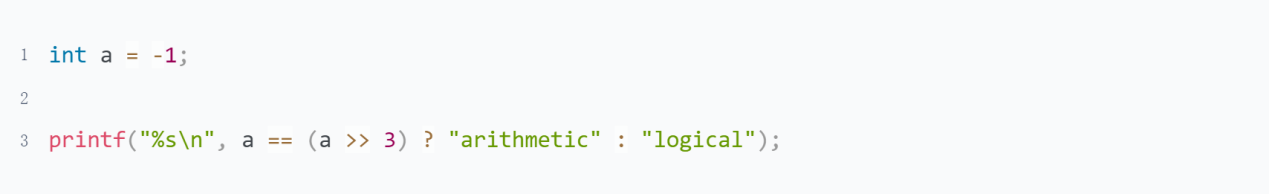 1 int a = -1;
2
3 printf("%s\n", a == (a >> 3) ? "arithmetic" : "logical");